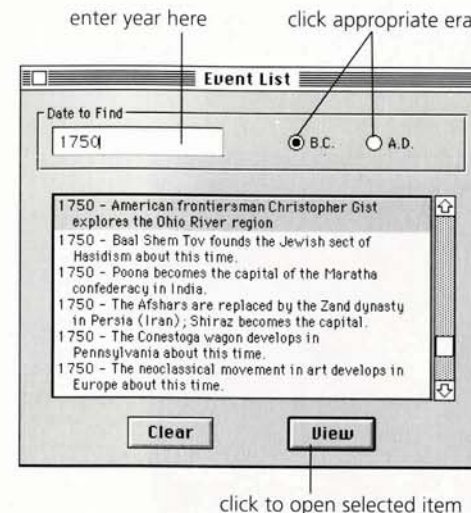 enter year here
click appropriate era
Event List
Date to Find
1750
B.C.
A.D.
1750 - American frontiersman Christopher Gist
explores the Ohio River region
1750 - Baal Shem Tov founds the Jewish sect of
Hasidism about this time.
1750 - Poona becomes the capital of the Maratha
confederacy in India.
1750 - The Afshars are replaced by the Zand dynasty
in Persia (Iran); Shiraz becomes the capital.
1750 - The Conestoga wagon develops in
Pennsylvania about this time.
1750 - The neoclassical movement in art develops in
Europe about this time.
Clear
View
click to open selected item